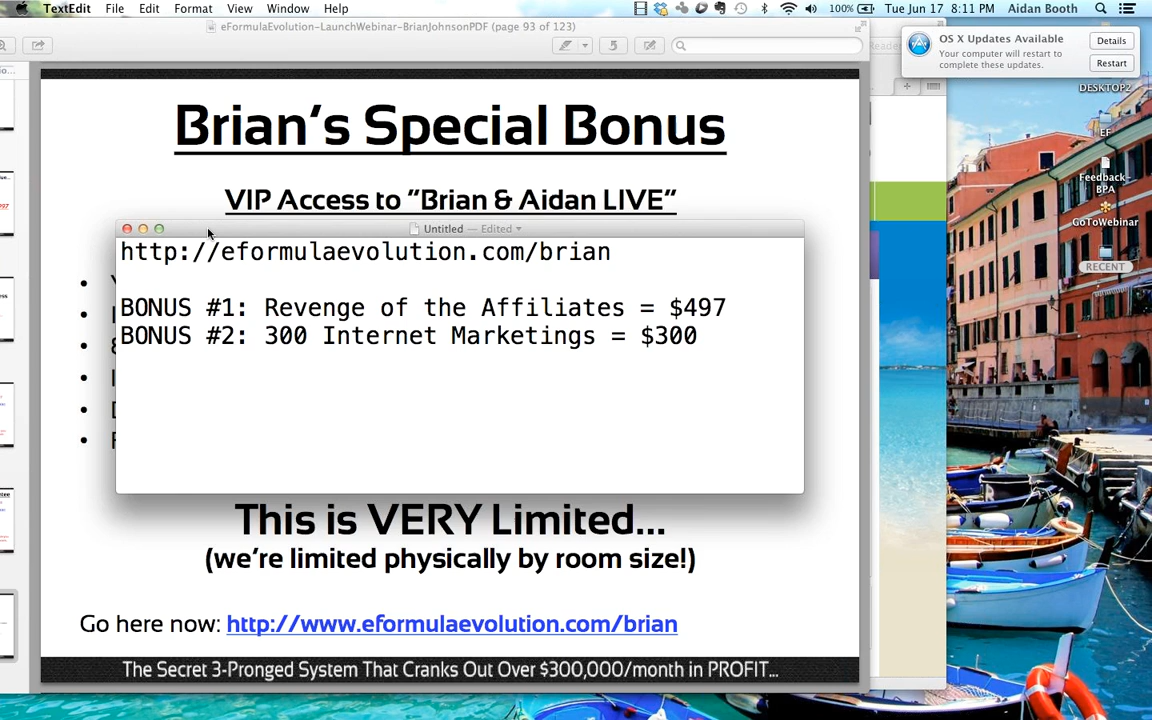 TextEdit File Edit Format View Window Help
100% Tue Jun 17 8:11 PM Aidan Booth
eFormulaEvolution-LaunchWebinar-BrianJohnsonPDF (page 93 of 123)
OS X Updates Available
Your computer will restart to
complete these updates.
Details
Restart
DESKTOP2
EF
Feedback-
BPA
GoToWebinar
RECENT
Brian's Special Bonus
VIP Access to "Brian & Aidan LIVE"
Untitled — Edited
http://eformulaevolution.com/brian
BONUS #1: Revenge of the Affiliates = $497
BONUS #2: 300 Internet Marketings = $300
This is VERY Limited...
(we're limited physically by room size!)
Go here now: http://www.eformulaevolution.com/brian
The Secret 3-Pronged System That Cranks Out Over $300,000/month in PROFIT...